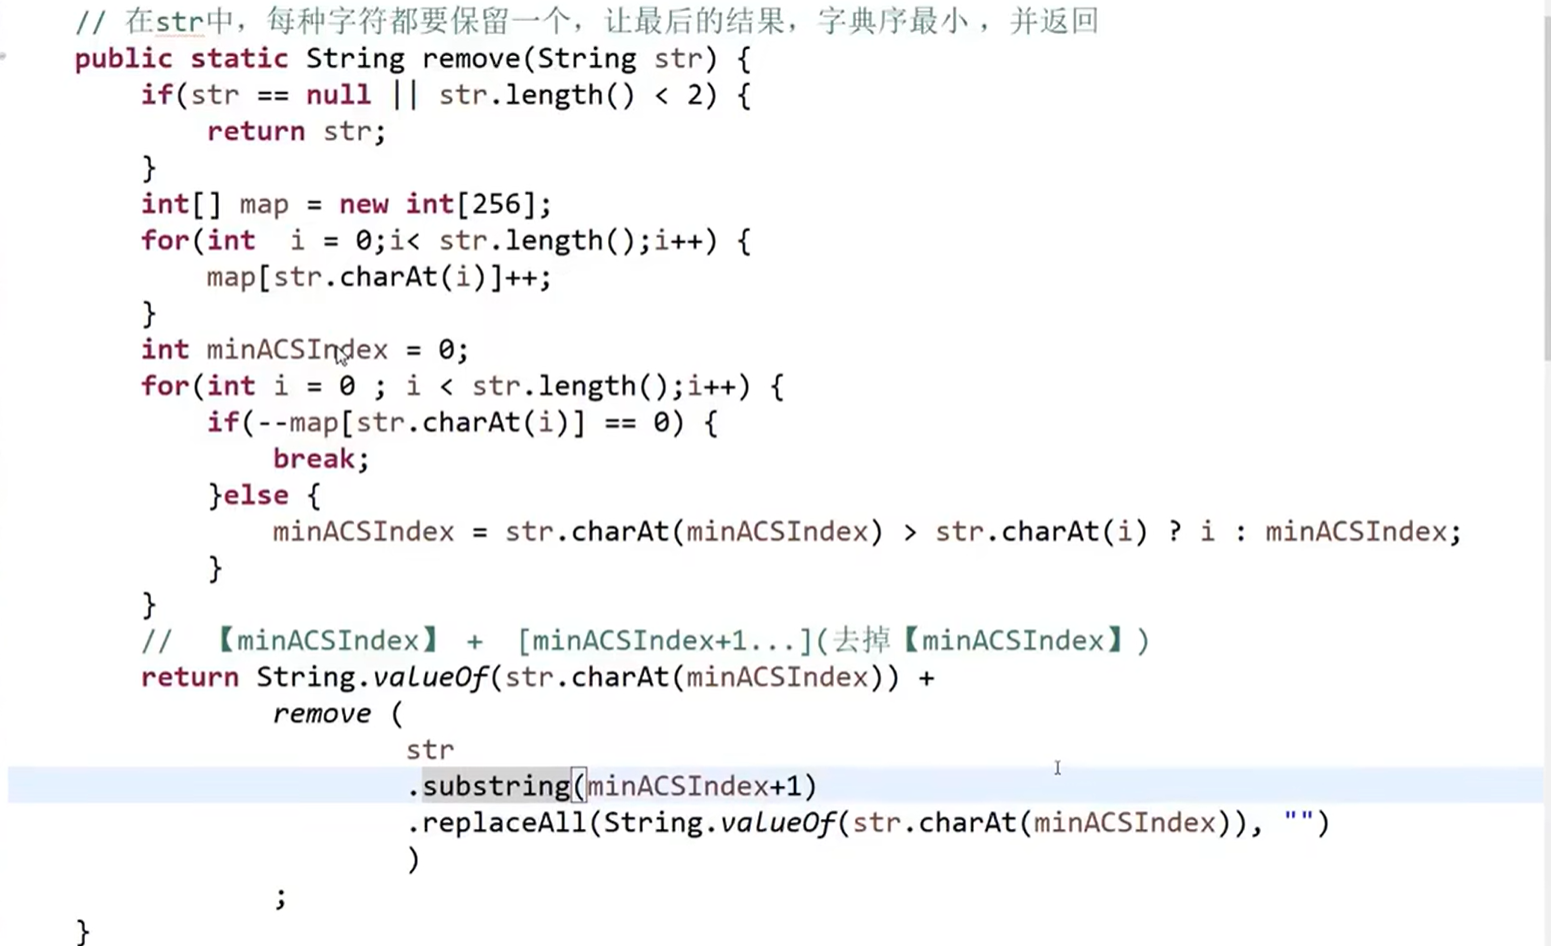 // 在str中，每种字符都要保留一个，让最后的结果，字典序最小 ，并返回
public static String remove(String str) {
if(str == null || str.length() < 2) {
return str;
}
int[] map = new int[256];
for(int  i = 0;i< str.length();i++) {
map[str.charAt(i)]++;
}
int minACSIndex = 0;
for(int i = 0 ; i < str.length();i++) {
if(--map[str.charAt(i)] == 0) {
break;
}else {
minACSIndex = str.charAt(minACSIndex) > str.charAt(i) ? i : minACSIndex;
}
}
//  【minACSIndex】 +  [minACSIndex+1...](去掉【minACSIndex】)
return String.valueOf(str.charAt(minACSIndex)) +
remove (
str
.substring(minACSIndex+1)
.replaceAll(String.valueOf(str.charAt(minACSIndex)), "")
)
;
}